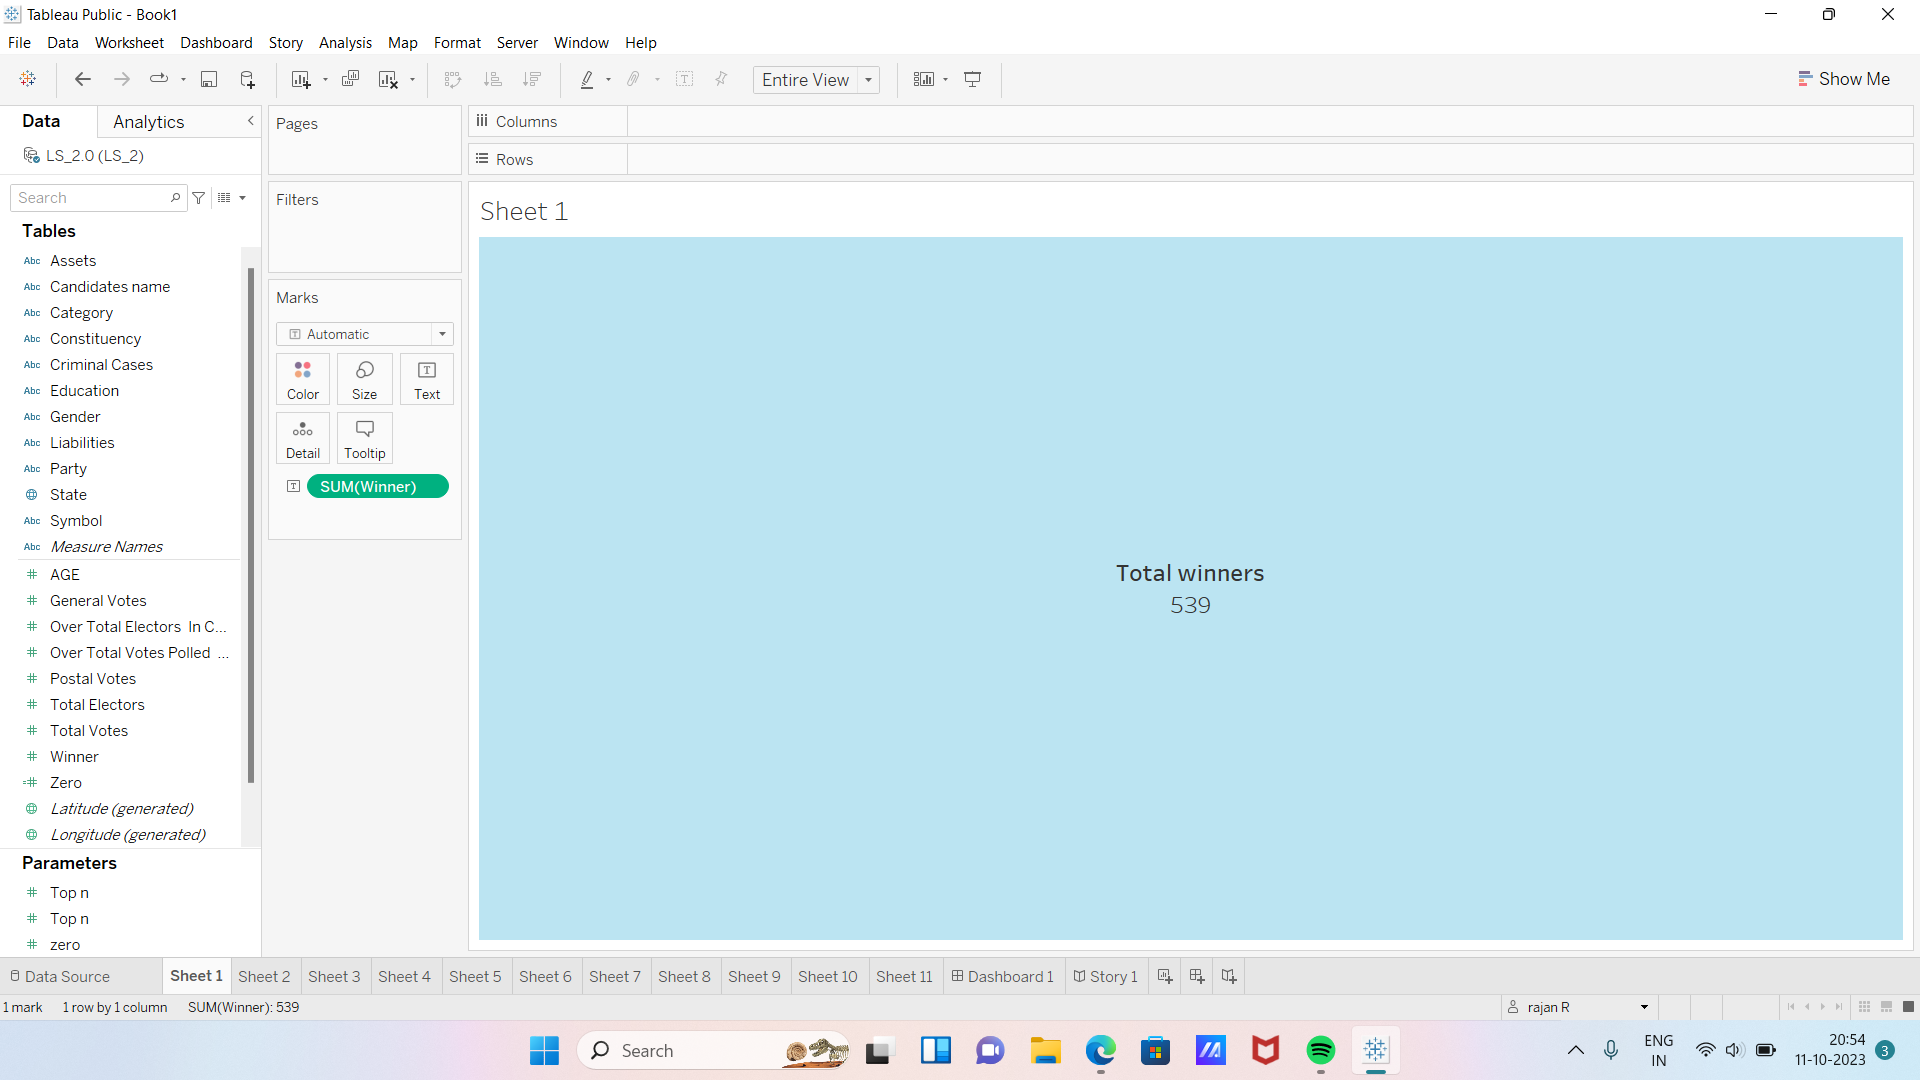 Tableau Public - Book1
File Data Worksheet Dashboard Story Analysis Map Format Server Window Help
Entire View
Show Me
Data Analytics
LS_2.0 (LS_2)
Search
Tables
Abc Assets
Abc Candidates name
Abc Category
Abc Constituency
Abc Criminal Cases
Abc Education
Abc Gender
Abc Liabilities
Abc Party
State
Abc Symbol
Abc Measure Names
# AGE
# General Votes
# Over Total Electors In C...
# Over Total Votes Polled ...
# Postal Votes
# Total Electors
# Total Votes
# Winner
=# Zero
Latitude (generated)
Longitude (generated)
Parameters
# Top n
# Top n
# zero
Pages
Filters
Marks
T Automatic
Color Size T Text
Detail Tooltip
T SUM(Winner)
Columns
Rows
Sheet 1
Total winners
539
Data Source Sheet 1 Sheet 2 Sheet 3 Sheet 4 Sheet 5 Sheet 6 Sheet 7 Sheet 8 Sheet 9 Sheet 10 Sheet 11 Dashboard 1 Story 1
1 mark 1 row by 1 column SUM(Winner): 539
rajan R
Search
ENG
IN
20:54
11-10-2023
3